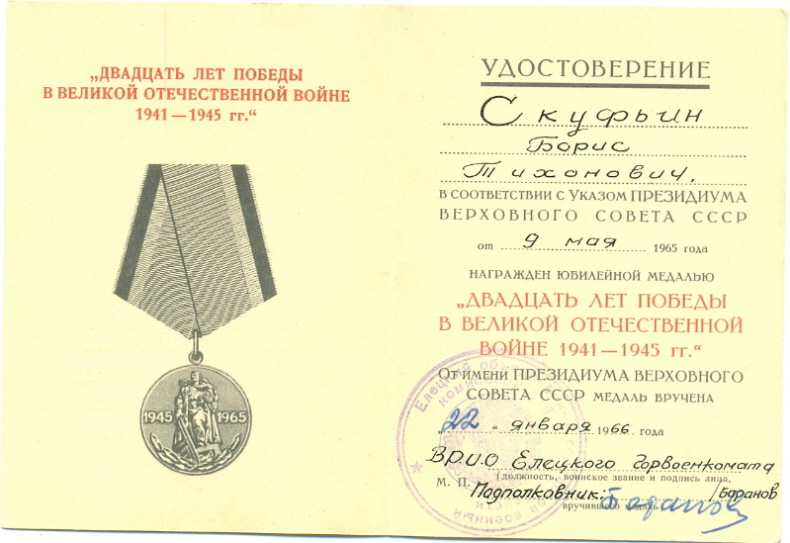 „ДВАДЦАТЬ ЛЕТ ПОБЕДЫ
В ВЕЛИКОЙ ОТЕЧЕСТВЕННОЙ ВОЙНЕ
1941 — 1945 гг.“
1945 1965
УДОСТОВЕРЕНИЕ
Скуфьин
Борис
Тихонович.
В СООТВЕТСТВИИ С УКАЗОМ ПРЕЗИДИУМА
ВЕРХОВНОГО СОВЕТА СССР
от 9 мая 1965 года
НАГРАЖДЕН ЮБИЛЕЙНОЙ МЕДАЛЬЮ
„ДВАДЦАТЬ ЛЕТ ПОБЕДЫ
В ВЕЛИКОЙ ОТЕЧЕСТВЕННОЙ
ВОЙНЕ 1941 — 1945 гг.“
ОТ ИМЕНИ ПРЕЗИДИУМА ВЕРХОВНОГО
СОВЕТА СССР МЕДАЛЬ ВРУЧЕНА
„22 “ января 1966 года
ВРИО Елецкого горвоенкомата
М. П. (должность, воинское звание и подпись лица,
Подполковник: /Баранов
вручившего медаль)
Елецкий
военный